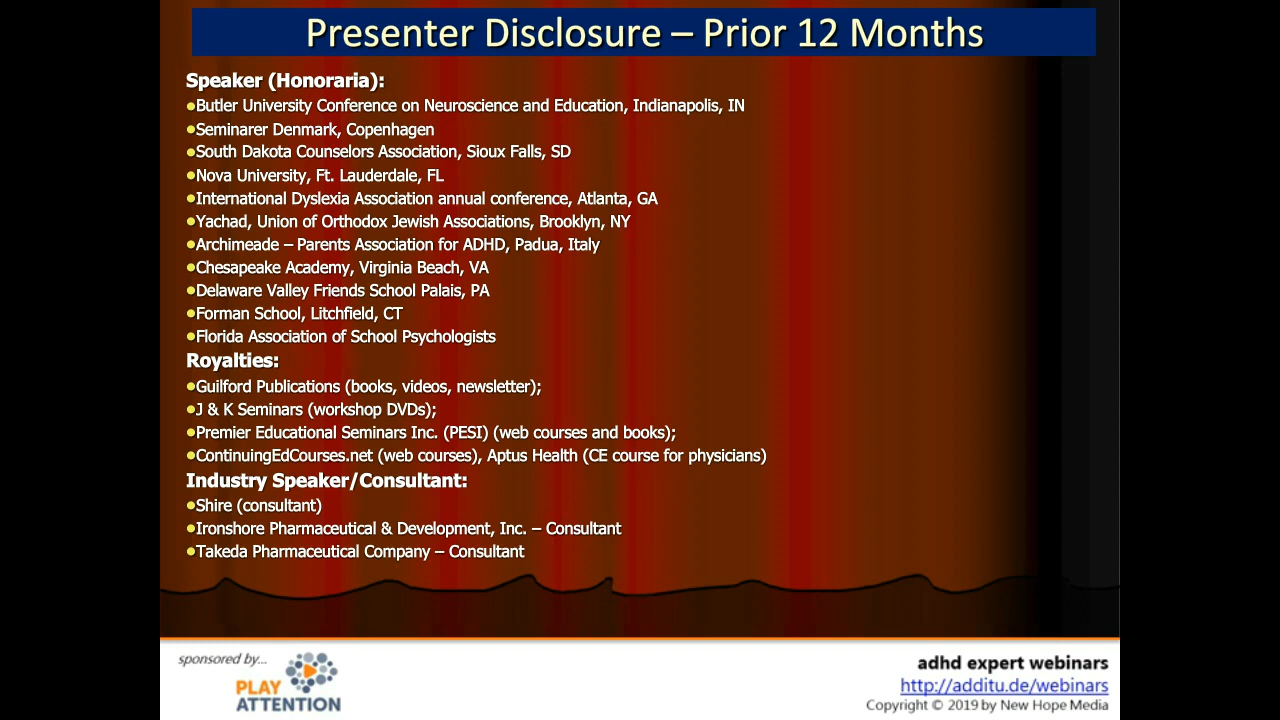 Presenter Disclosure – Prior 12 Months
Speaker (Honoraria):
•Butler University Conference on Neuroscience and Education, Indianapolis, IN
•Seminarer Denmark, Copenhagen
•South Dakota Counselors Association, Sioux Falls, SD
•Nova University, Ft. Lauderdale, FL
•International Dyslexia Association annual conference, Atlanta, GA
•Yachad, Union of Orthodox Jewish Associations, Brooklyn, NY
•Archimeade – Parents Association for ADHD, Padua, Italy
•Chesapeake Academy, Virginia Beach, VA
•Delaware Valley Friends School Palais, PA
•Forman School, Litchfield, CT
•Florida Association of School Psychologists
Royalties:
•Guilford Publications (books, videos, newsletter);
•J & K Seminars (workshop DVDs);
•Premier Educational Seminars Inc. (PESI) (web courses and books);
•ContinuingEdCourses.net (web courses), Aptus Health (CE course for physicians)
Industry Speaker/Consultant:
•Shire (consultant)
•Ironshore Pharmaceutical & Development, Inc. – Consultant
•Takeda Pharmaceutical Company – Consultant
sponsored by...
PLAY
ATTENTION
adhd expert webinars
http://additu.de/webinars
Copyright © 2019 by New Hope Media